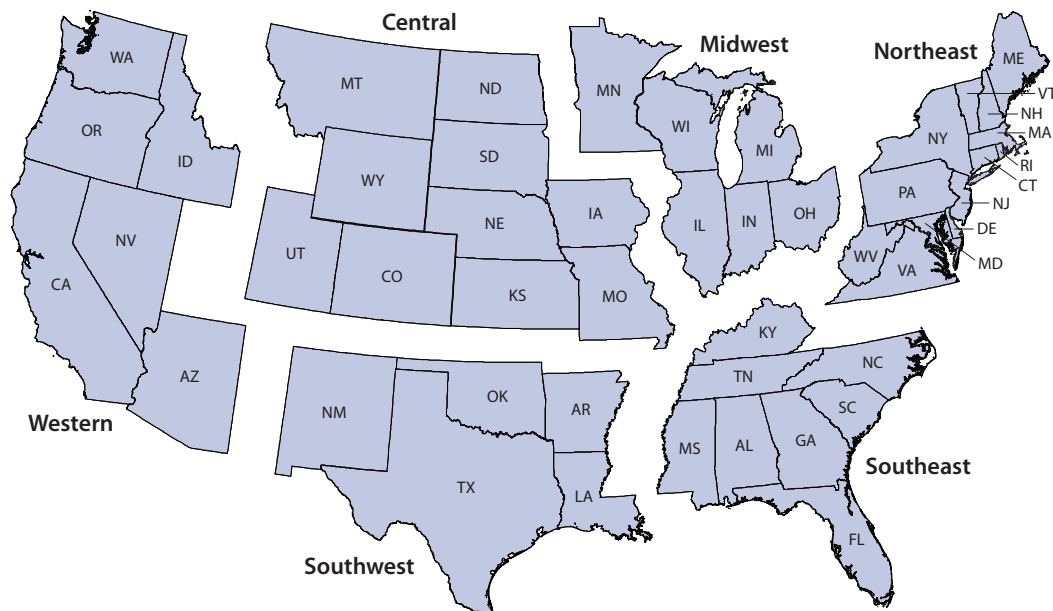 Central
Midwest
Northeast
WA
MT
ND
MN
ME
VT
NH
OR
WI
NY
MA
ID
SD
MI
RI
WY
CT
PA
NE
IA
NJ
NV
UT
IL
IN
OH
DE
CO
WV
MD
CA
KS
MO
VA
KY
AZ
TN
NC
OK
NM
AR
SC
Western
MS
AL
GA
Southeast
TX
LA
FL
Southwest